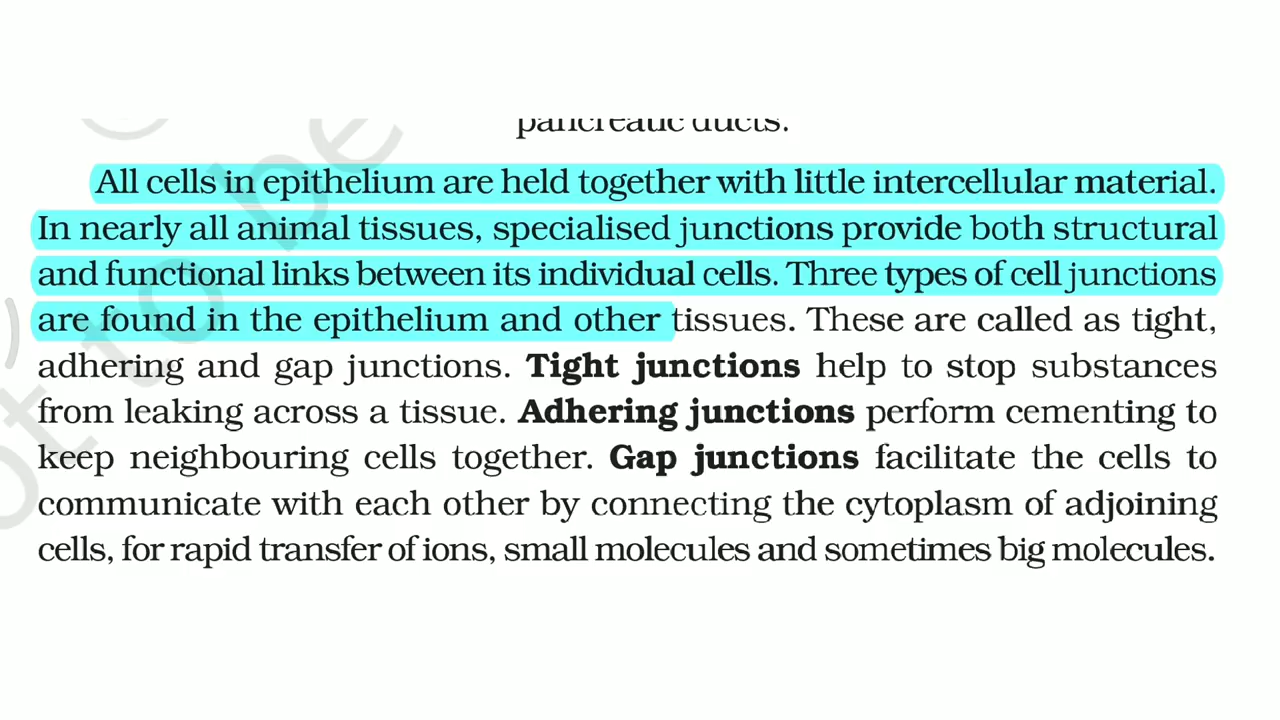 pancreatic ducts.
All cells in epithelium are held together with little intercellular material.
In nearly all animal tissues, specialised junctions provide both structural
and functional links between its individual cells. Three types of cell junctions
are found in the epithelium and other tissues. These are called as tight,
adhering and gap junctions. Tight junctions help to stop substances
from leaking across a tissue. Adhering junctions perform cementing to
keep neighbouring cells together. Gap junctions facilitate the cells to
communicate with each other by connecting the cytoplasm of adjoining
cells, for rapid transfer of ions, small molecules and sometimes big molecules.
not to be